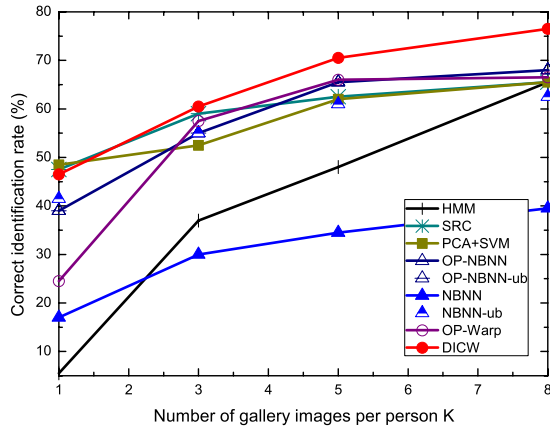 80
70
60
50
40
30
20
10
Correct identification rate (%)
HMM
SRC
PCA+SVM
OP-NBNN
OP-NBNN-ub
NBNN
NBNN-ub
OP-Warp
DICW
1 2 3 4 5 6 7 8
Number of gallery images per person K